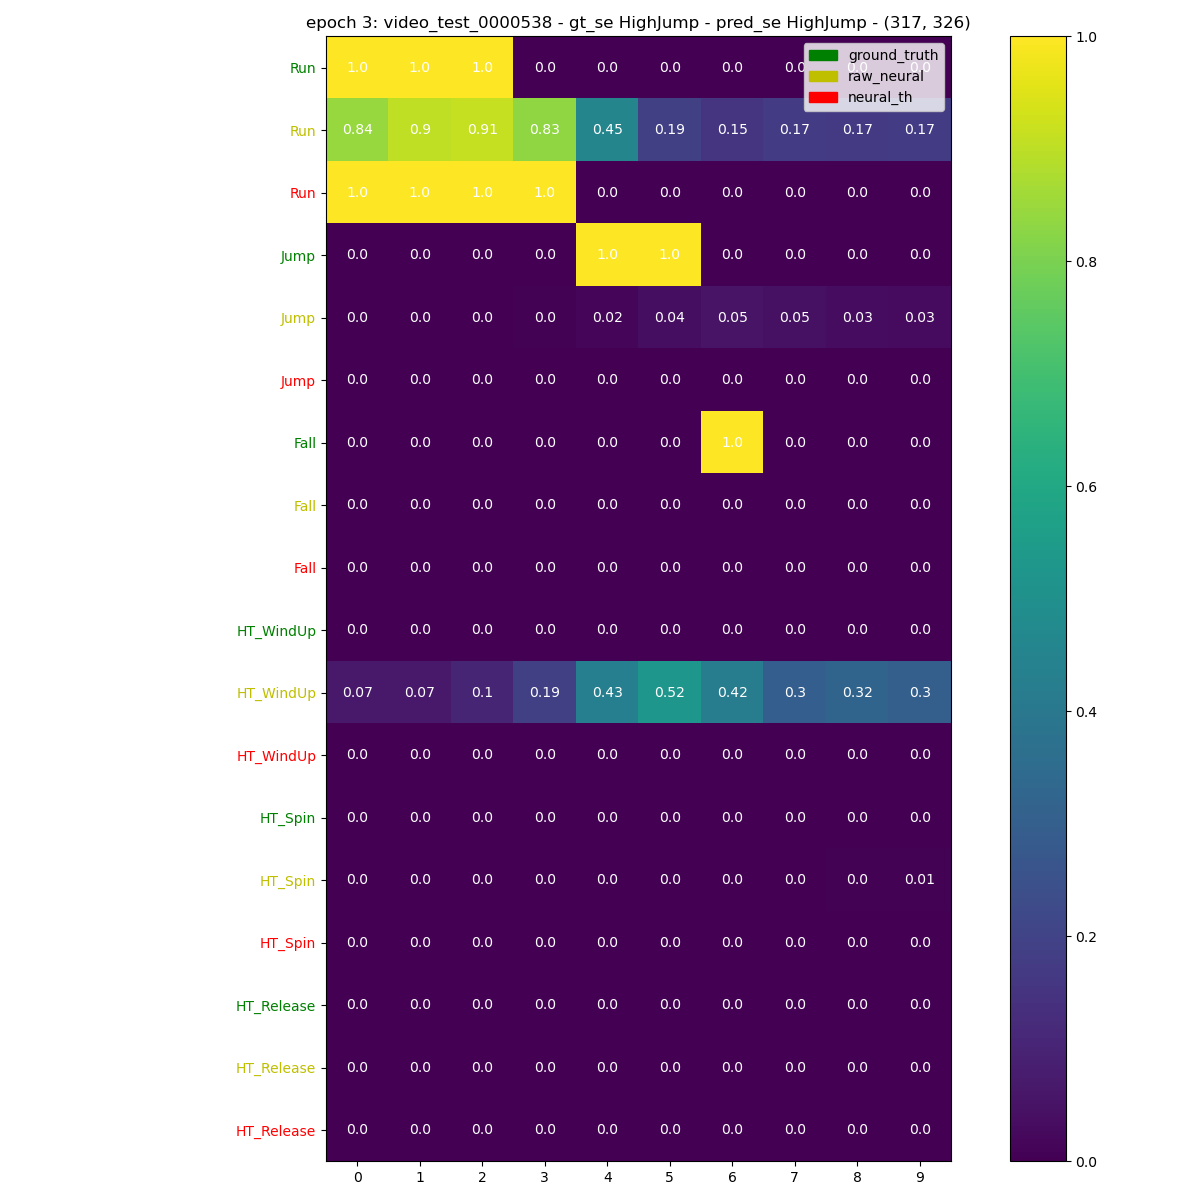 epoch 3: video_test_0000538 - gt_se HighJump - pred_se HighJump - (317, 326)
ground_truth
raw_neural
neural_th
Run 1.0 1.0 1.0 0.0 0.0 0.0 0.0 0.0 0.0 0.0
Run 0.84 0.9 0.91 0.83 0.45 0.19 0.15 0.17 0.17 0.17
Run 1.0 1.0 1.0 1.0 0.0 0.0 0.0 0.0 0.0 0.0
Jump 0.0 0.0 0.0 0.0 1.0 1.0 0.0 0.0 0.0 0.0
Jump 0.0 0.0 0.0 0.0 0.02 0.04 0.05 0.05 0.03 0.03
Jump 0.0 0.0 0.0 0.0 0.0 0.0 0.0 0.0 0.0 0.0
Fall 0.0 0.0 0.0 0.0 0.0 0.0 1.0 0.0 0.0 0.0
Fall 0.0 0.0 0.0 0.0 0.0 0.0 0.0 0.0 0.0 0.0
Fall 0.0 0.0 0.0 0.0 0.0 0.0 0.0 0.0 0.0 0.0
HT_WindUp 0.0 0.0 0.0 0.0 0.0 0.0 0.0 0.0 0.0 0.0
HT_WindUp 0.07 0.07 0.1 0.19 0.43 0.52 0.42 0.3 0.32 0.3
HT_WindUp 0.0 0.0 0.0 0.0 0.0 0.0 0.0 0.0 0.0 0.0
HT_Spin 0.0 0.0 0.0 0.0 0.0 0.0 0.0 0.0 0.0 0.0
HT_Spin 0.0 0.0 0.0 0.0 0.0 0.0 0.0 0.0 0.0 0.01
HT_Spin 0.0 0.0 0.0 0.0 0.0 0.0 0.0 0.0 0.0 0.0
HT_Release 0.0 0.0 0.0 0.0 0.0 0.0 0.0 0.0 0.0 0.0
HT_Release 0.0 0.0 0.0 0.0 0.0 0.0 0.0 0.0 0.0 0.0
HT_Release 0.0 0.0 0.0 0.0 0.0 0.0 0.0 0.0 0.0 0.0
0 1 2 3 4 5 6 7 8 9
1.0
0.8
0.6
0.4
0.2
0.0